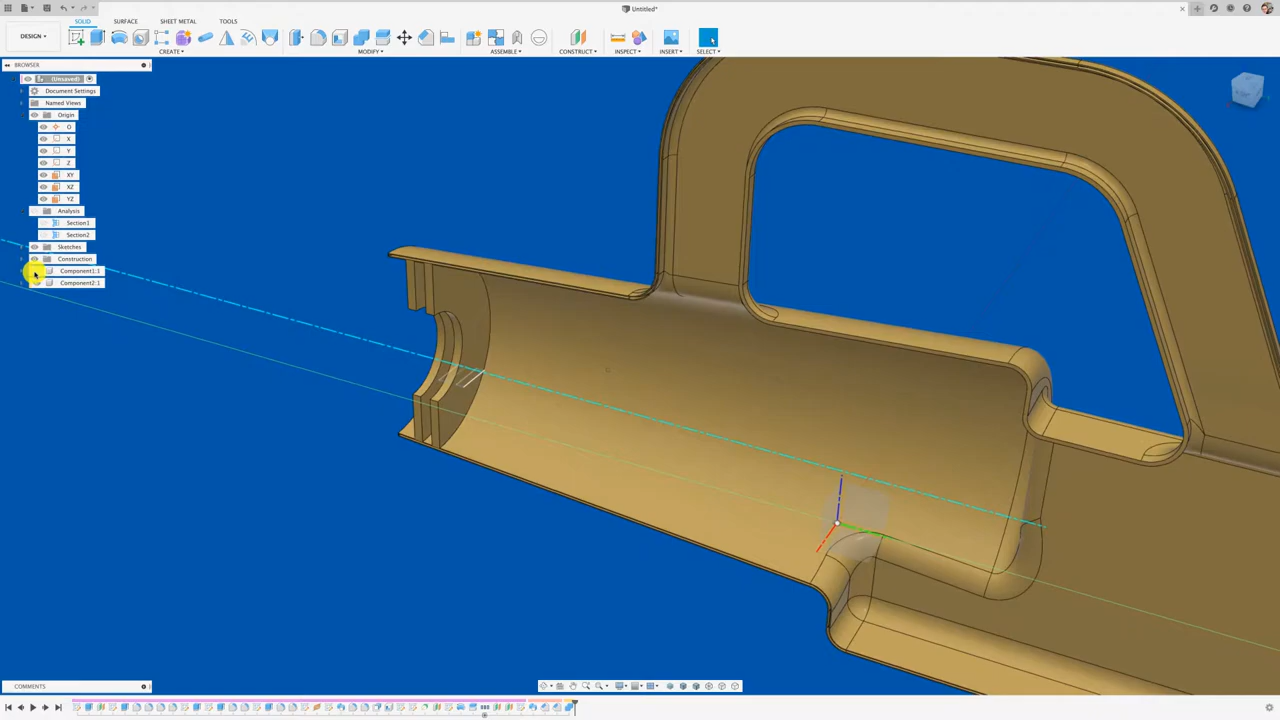 Untitled*
DESIGN
SOLID
SURFACE
SHEET METAL
TOOLS
CREATE
MODIFY
ASSEMBLE
CONSTRUCT
INSPECT
INSERT
SELECT
BROWSER
(Unsaved)
Document Settings
Named Views
Origin
O
X
Y
Z
XY
XZ
YZ
Analysis
Section1
Section2
Sketches
Construction
Component1:1
Component2:1
COMMENTS